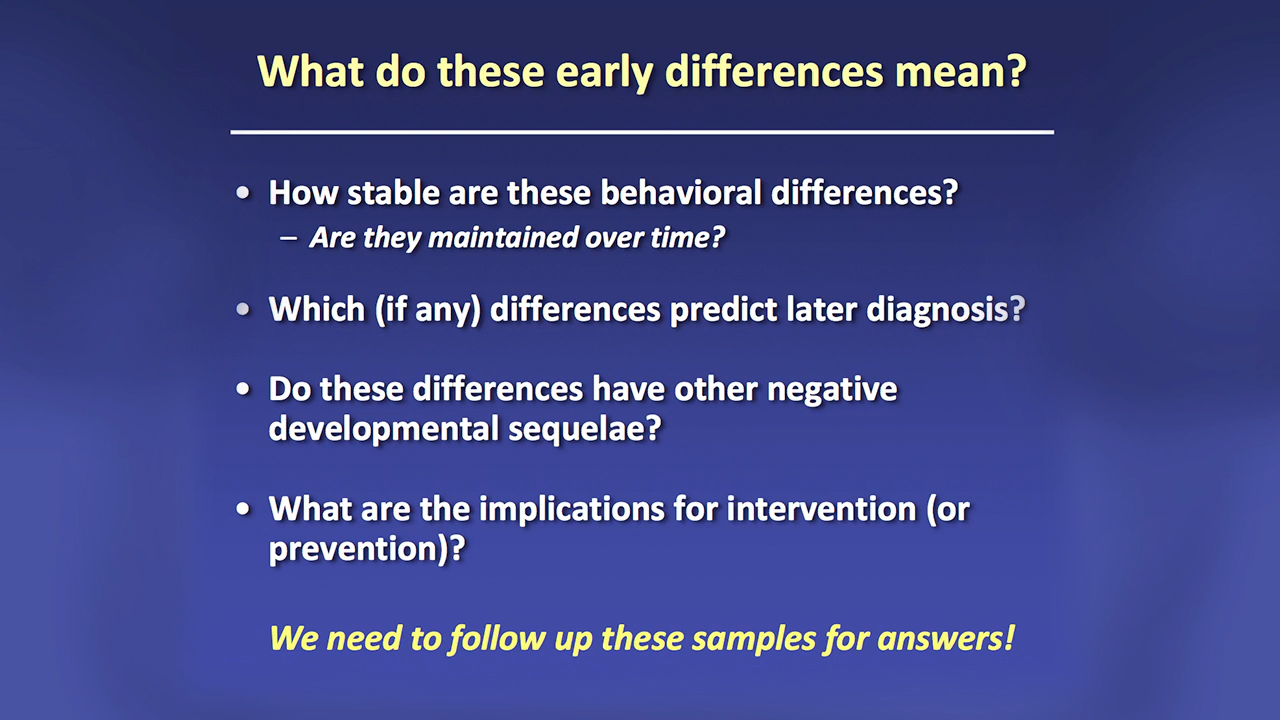 What do these early differences mean?
• How stable are these behavioral differences?
– Are they maintained over time?
• Which (if any) differences predict later diagnosis?
• Do these differences have other negative
developmental sequelae?
• What are the implications for intervention (or
prevention)?
We need to follow up these samples for answers!